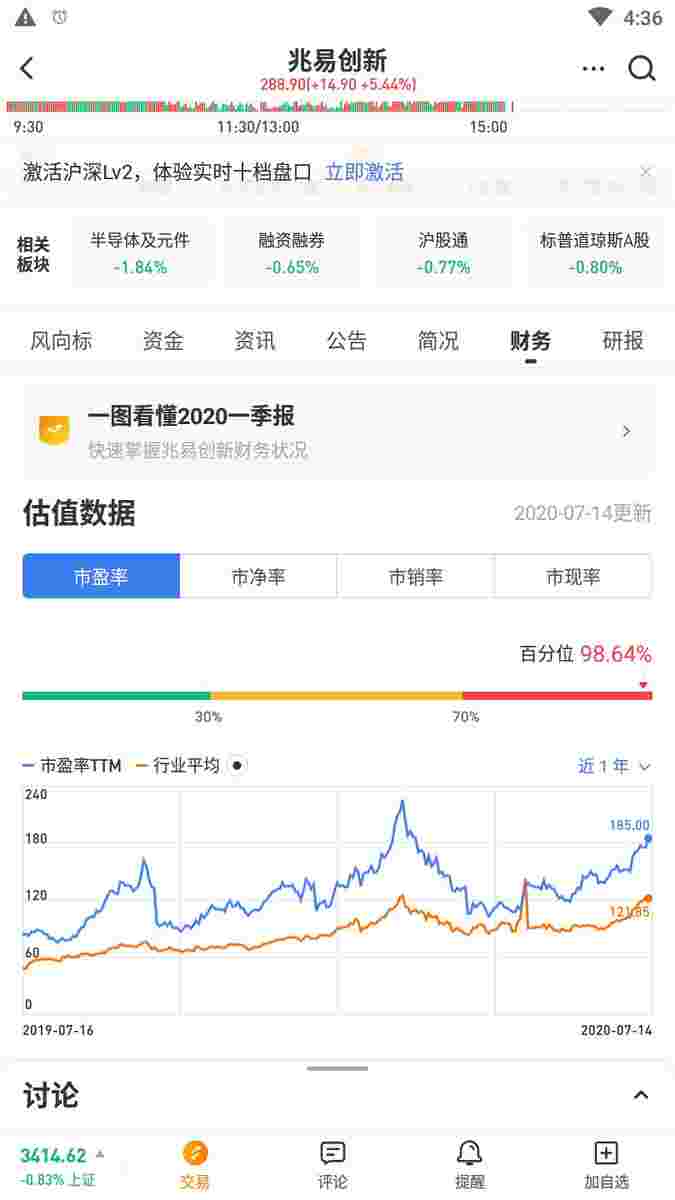 4:36
兆易创新
288.90(+14.90 +5.44%)
9:30 11:30/13:00 15:00
激活沪深Lv2，体验实时十档盘口 立即激活
相关板块
半导体及元件 融资融券 沪股通 标普道琼斯A股
-1.84% -0.65% -0.77% -0.80%
风向标 资金 资讯 公告 简况 财务 研报
一图看懂2020一季报
快速掌握兆易创新财务状况
估值数据 2020-07-14更新
市盈率 市净率 市销率 市现率
百分位 98.64%
30% 70%
市盈率TTM 行业平均 近1年
240
185.00
180
120
121.85
60
0
2019-07-16 2020-07-14
讨论
3414.62
-0.83% 上证
交易 评论 提醒 加自选